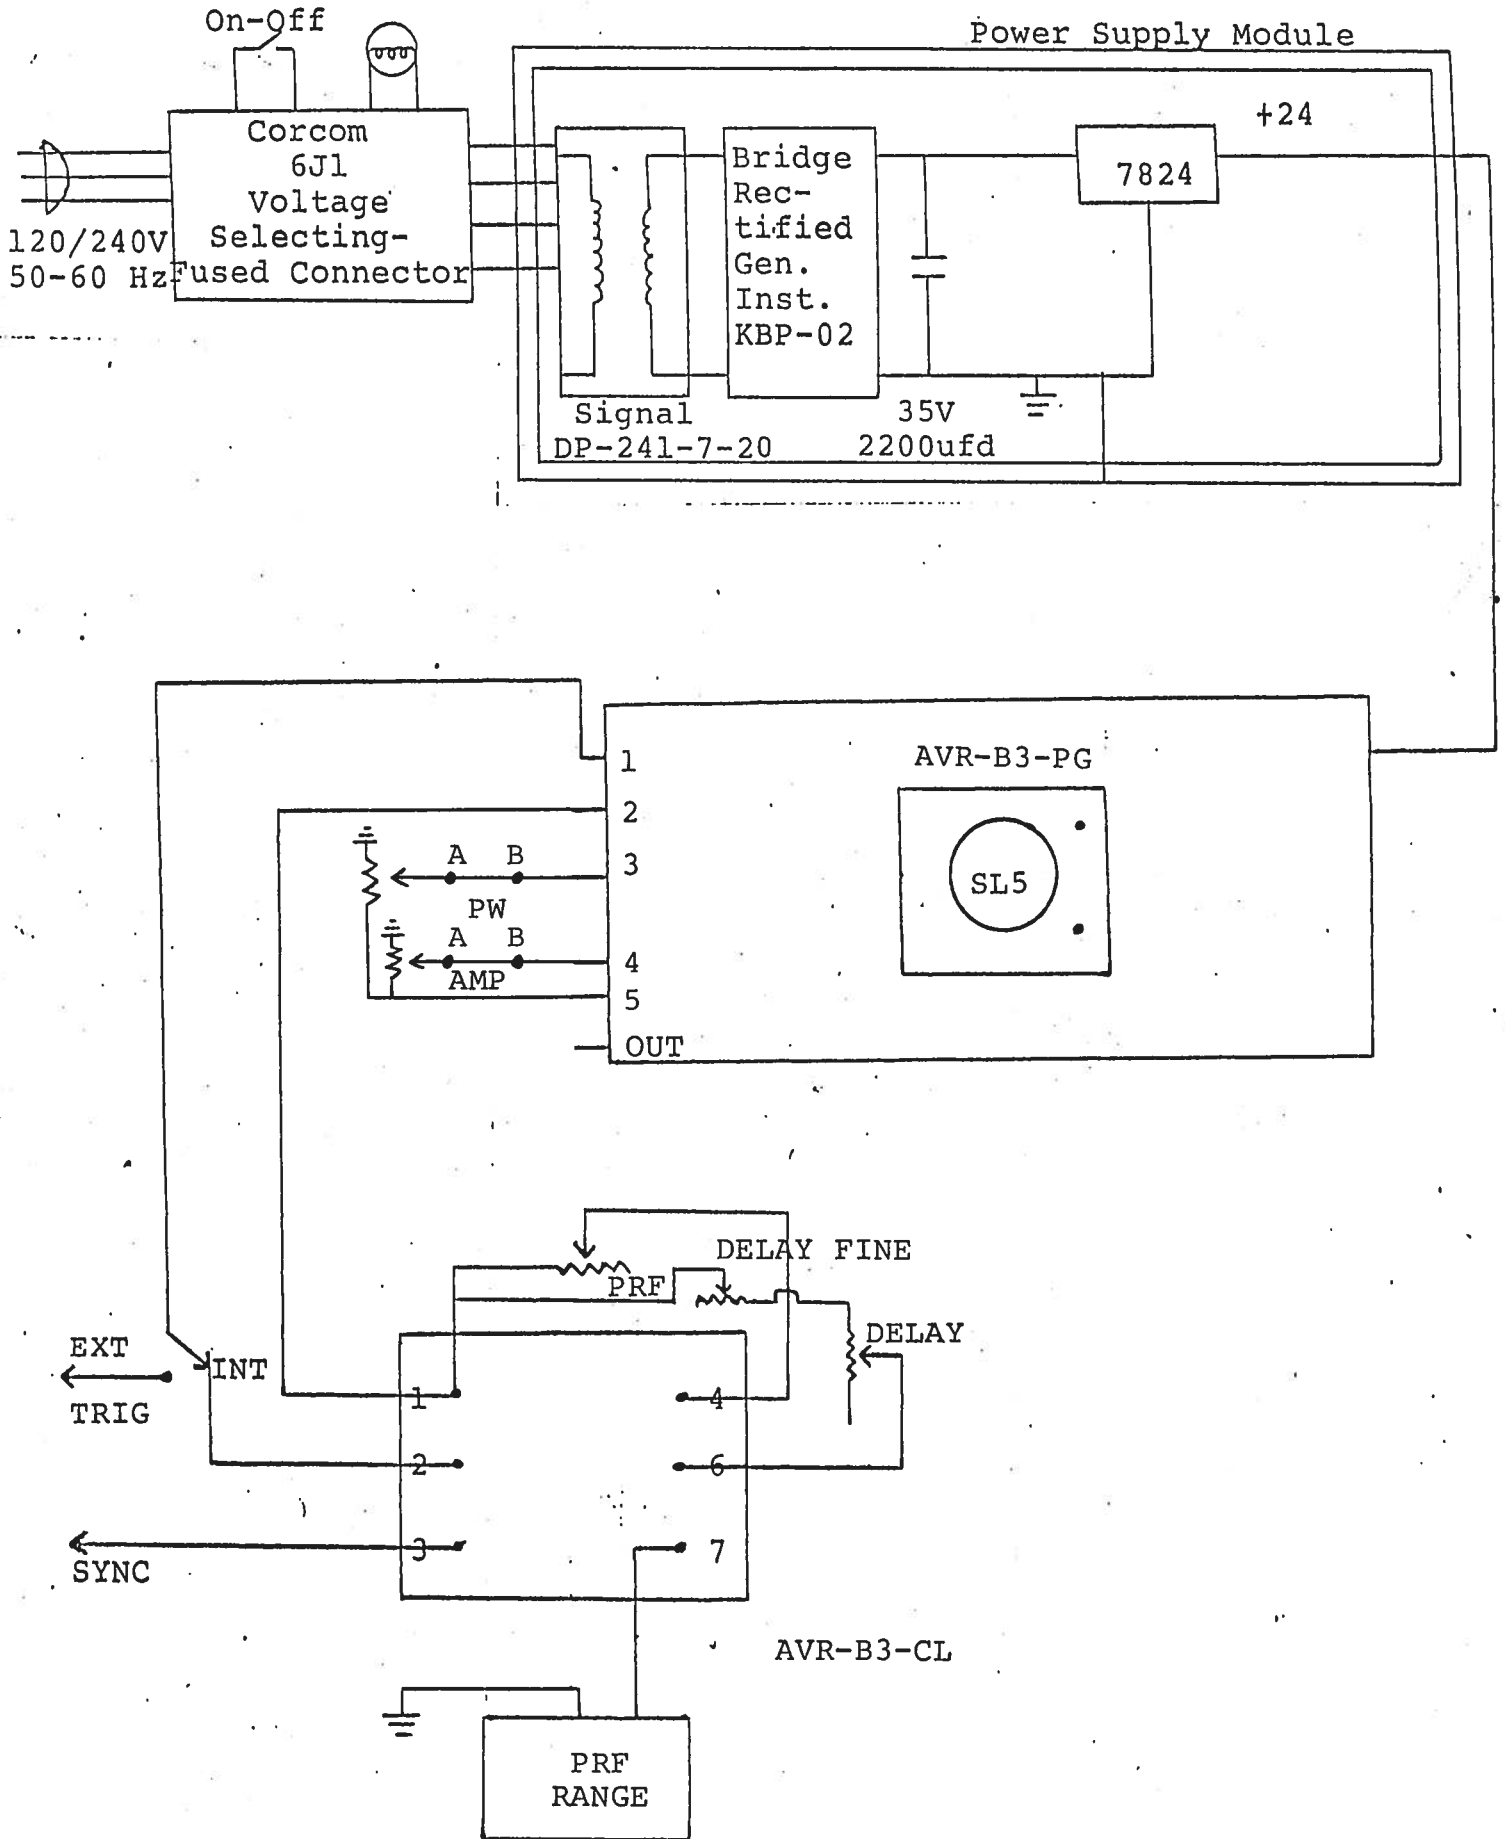 On-Off
Power Supply Module
Corcom
6J1
Voltage
Selecting-
Fused Connector
120/240V
50-60 Hz
Bridge
Rec-
tified
Gen.
Inst.
KBP-02
+24
7824
Signal
DP-241-7-20
35V
2200ufd
AVR-B3-PG
SL5
1
2
A B
3
PW
A B
4
AMP
5
OUT
DELAY FINE
PRF
DELAY
EXT
INT
TRIG
1
4
2
6
3
7
SYNC
AVR-B3-CL
PRF
RANGE